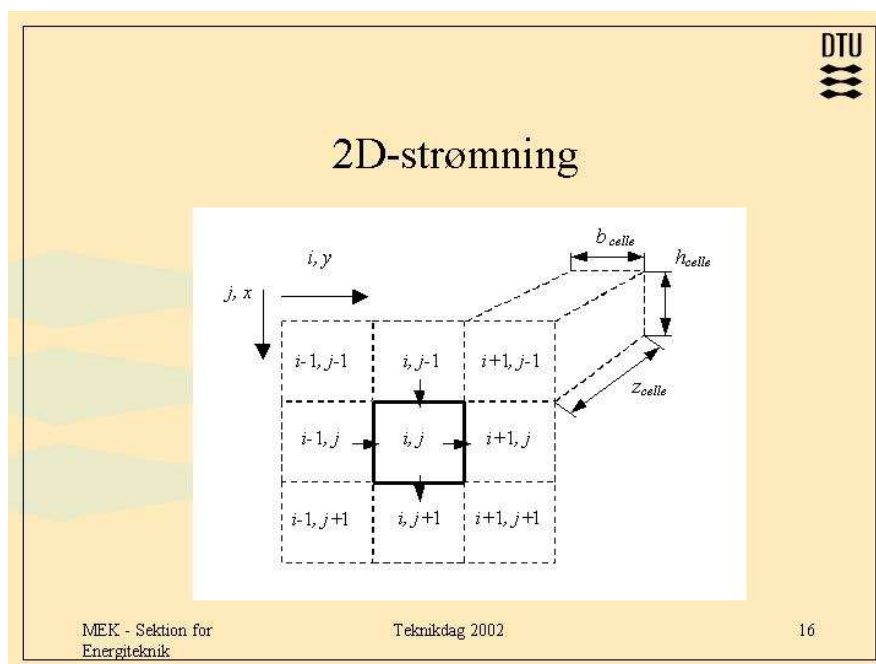 DTU
2D-strømning
b celle
i, y
h celle
j, x
i-1, j-1 i, j-1 i+1, j-1
z celle
i-1, j i, j i+1, j
i-1, j+1 i, j+1 i+1, j+1
MEK - Sektion for Teknikdag 2002 16
Energiteknik